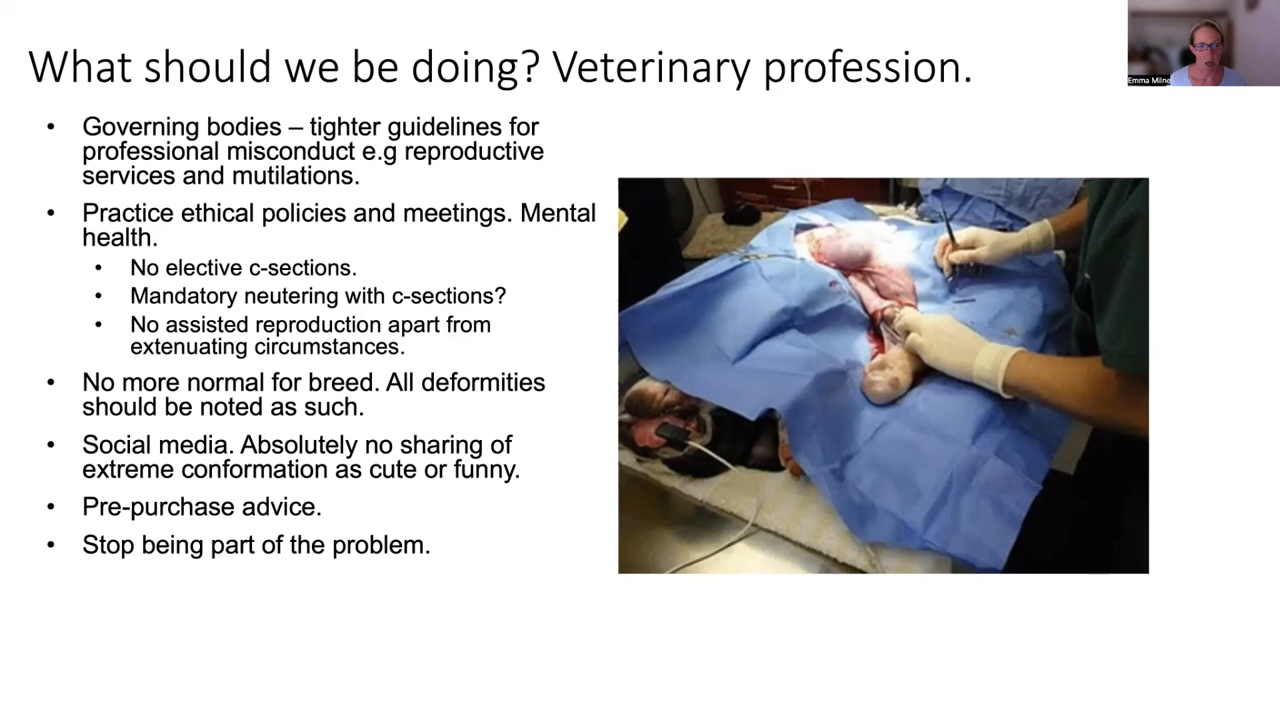 What should we be doing? Veterinary profession.
Emma Milne
• Governing bodies – tighter guidelines for
professional misconduct e.g reproductive
services and mutilations.
• Practice ethical policies and meetings. Mental
health.
• No elective c-sections.
• Mandatory neutering with c-sections?
• No assisted reproduction apart from
extenuating circumstances.
• No more normal for breed. All deformities
should be noted as such.
• Social media. Absolutely no sharing of
extreme conformation as cute or funny.
• Pre-purchase advice.
• Stop being part of the problem.